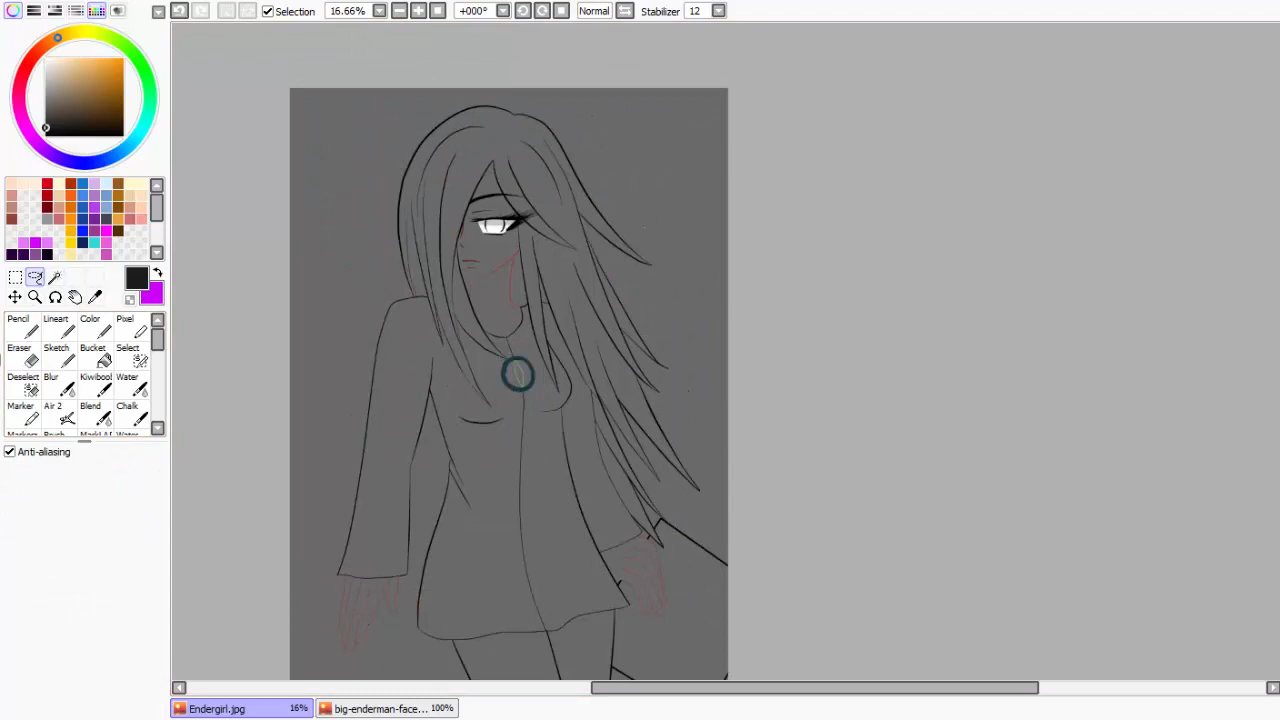 Selection 16.66% +000° Normal Stabilizer 12
Pencil Lineart Color Pixel
Eraser Sketch Bucket Select
Deselect Blur Kiwibool Water
Marker Air 2 Blend Chalk
Anti-aliasing
Endergirl.jpg 16% big-enderman-face... 100%